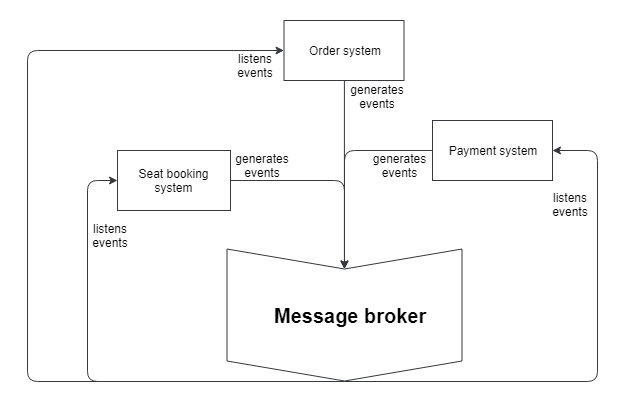 Order system
listens
events
generates
events
Payment system
generates
events
Seat booking
system
generates
events
listens
events
listens
events
Message broker